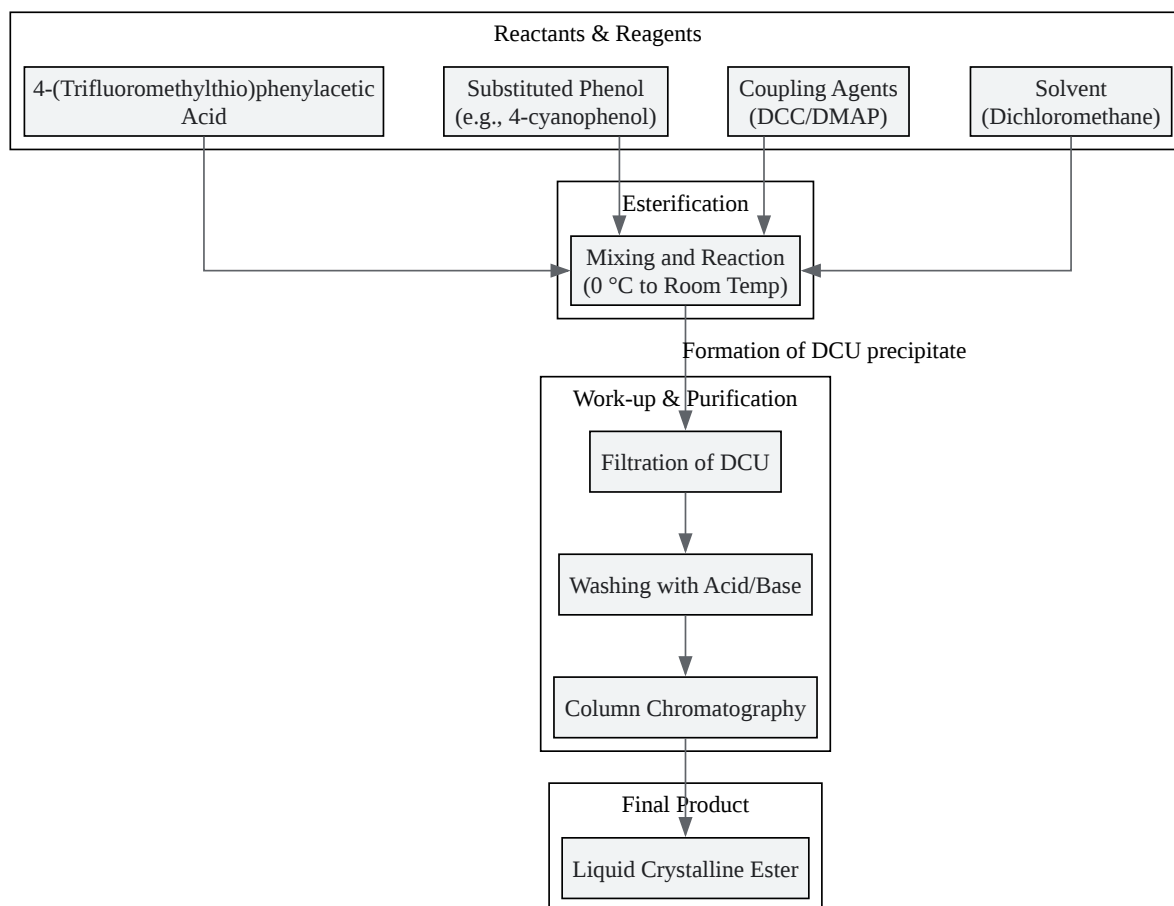 Reactants & Reagents
4-(Trifluoromethylthio)phenylacetic
Acid
Substituted Phenol
(e.g., 4-cyanophenol)
Coupling Agents
(DCC/DMAP)
Solvent
(Dichloromethane)
Esterification
Mixing and Reaction
(0 °C to Room Temp)
Formation of DCU precipitate
Work-up & Purification
Filtration of DCU
Washing with Acid/Base
Column Chromatography
Final Product
Liquid Crystalline Ester